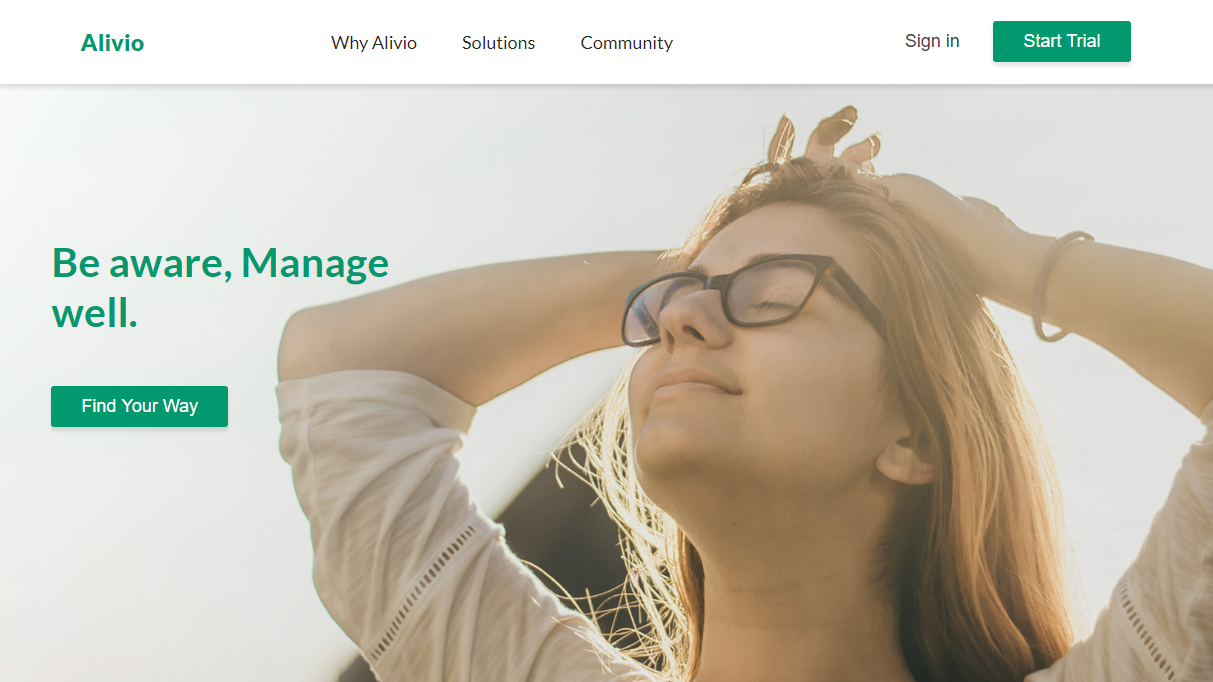 Alivio
Why Alivio
Solutions
Community
Sign in
Start Trial
Be aware, Manage
well.
Find Your Way